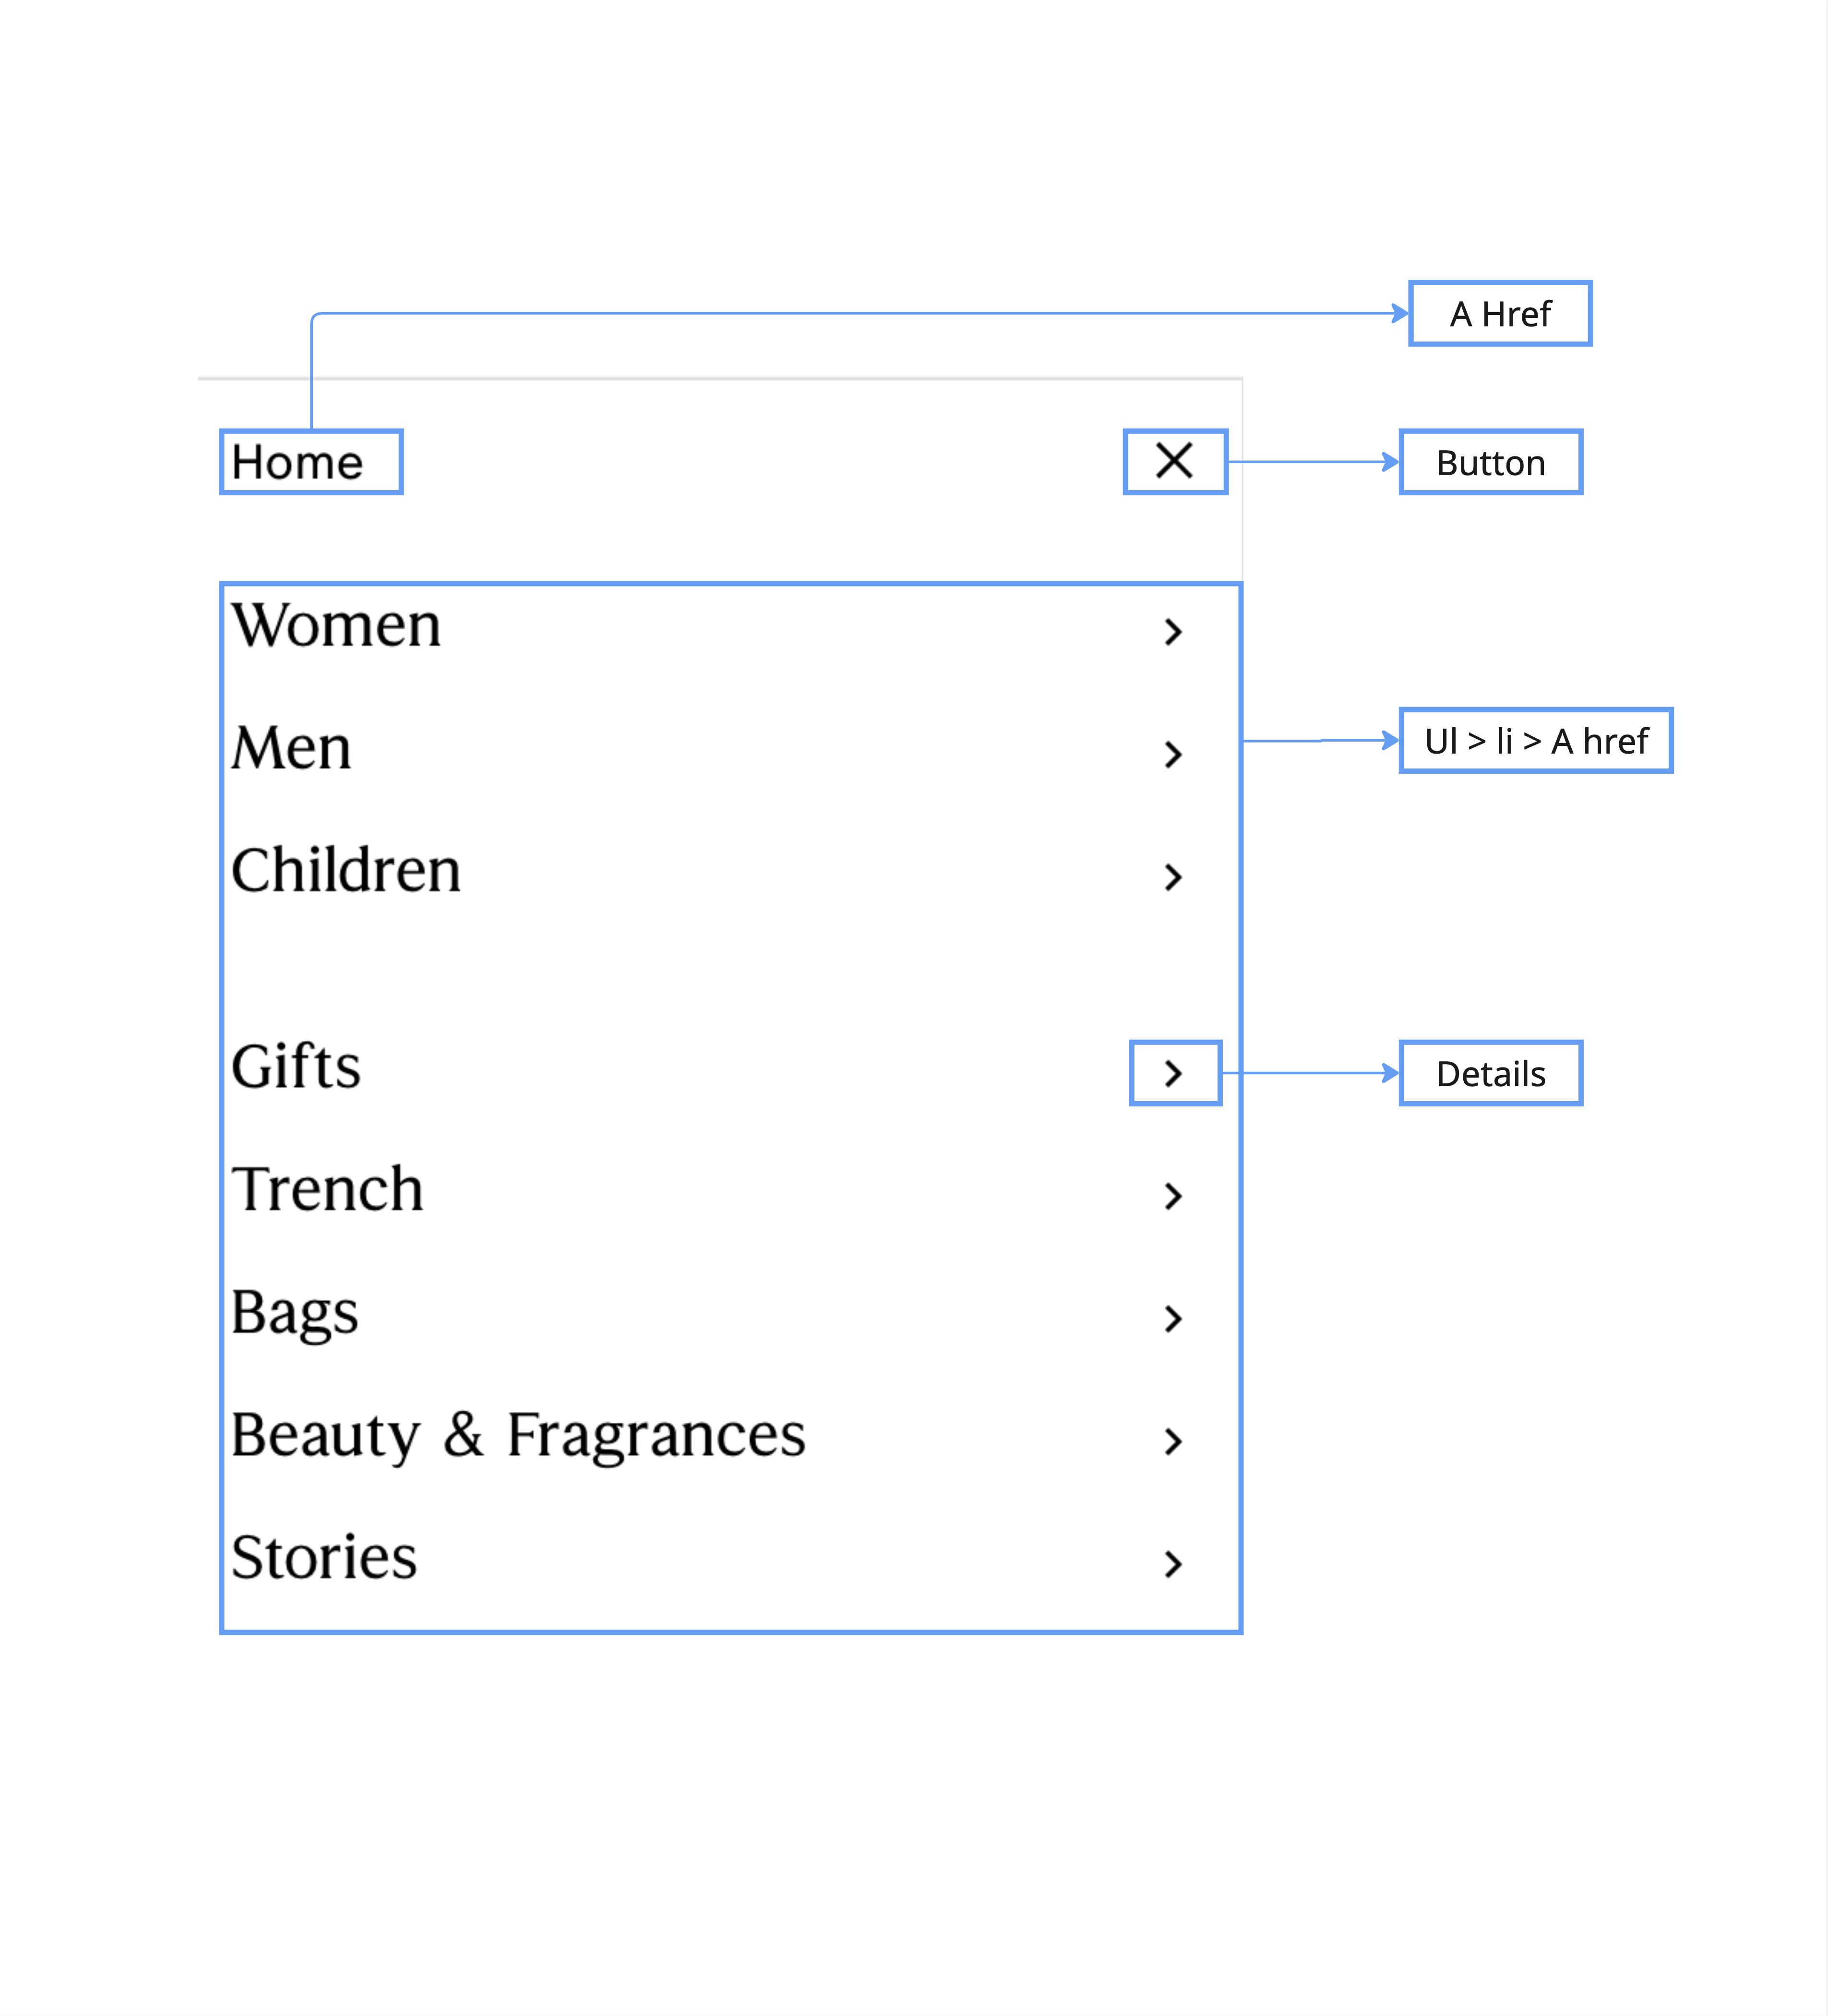 A Href
Home
Button
Women
Men
Ul > li > A href
Children
Gifts
Details
Trench
Bags
Beauty & Fragrances
Stories